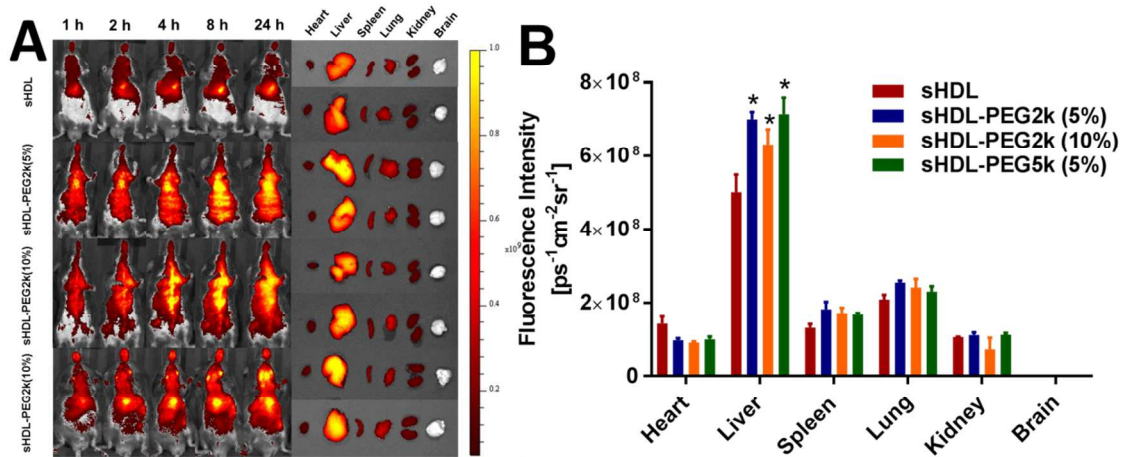 A
1 h 2 h 4 h 8 h 24 h
Heart Liver Spleen Lung Kidney Brain
sHDL
sHDL-PEG2k(5%)
sHDL-PEG2k(10%)
sHDL-PEG2k(10%)
1.0
0.8
0.6
x10⁹
0.4
0.2
B
Fluorescence Intensity
[ps⁻¹cm⁻²sr⁻¹]
8×10⁸
6×10⁸
4×10⁸
2×10⁸
0
* * *
sHDL
sHDL-PEG2k (5%)
sHDL-PEG2k (10%)
sHDL-PEG5k (5%)
Heart Liver Spleen Lung Kidney Brain